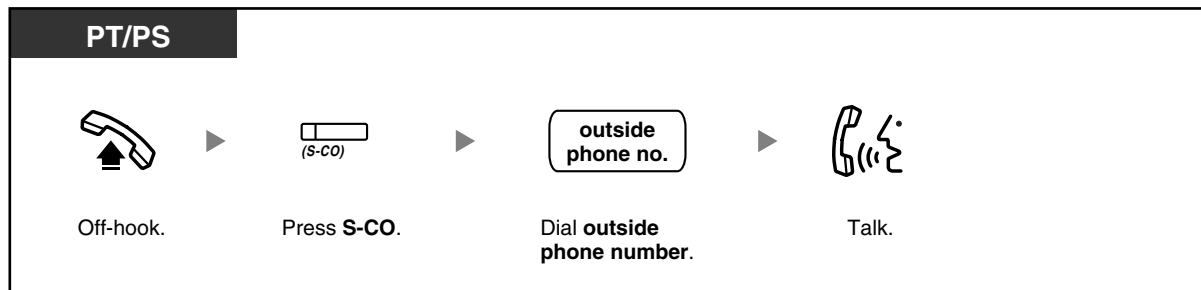 PT/PS
(S-CO)
outside
phone no.
Off-hook.
Press S-CO.
Dial outside
phone number.
Talk.